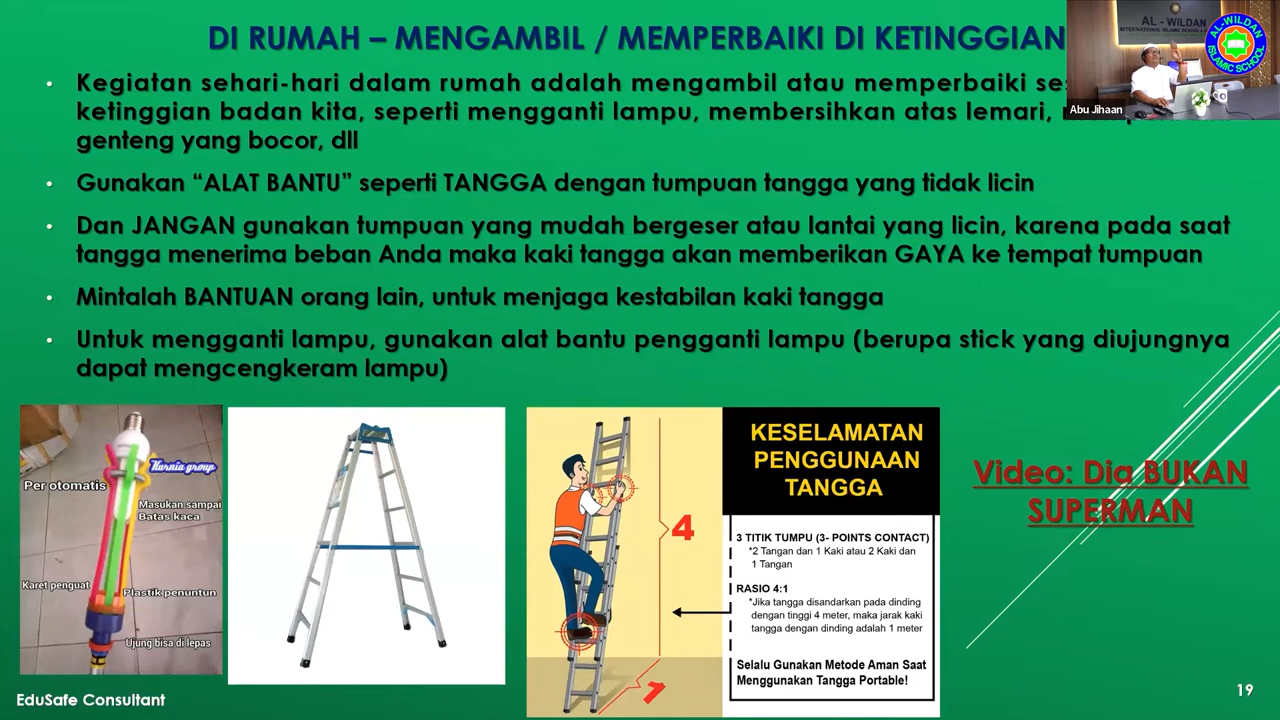 DI RUMAH – MENGAMBIL / MEMPERBAIKI DI KETINGGIAN
AL - WILDAN
INTERNATIONAL ISLAMIC SCHOOL
AL-WILDAN
ISLAMIC SCHOOL
Abu Jihaan
• Kegiatan sehari-hari dalam rumah adalah mengambil atau memperbaiki
ketinggian badan kita, seperti mengganti lampu, membersihkan atas lemari,
genteng yang bocor, dll
• Gunakan “ALAT BANTU” seperti TANGGA dengan tumpuan tangga yang tidak licin
• Dan JANGAN gunakan tumpuan yang mudah bergeser atau lantai yang licin, karena pada saat
tangga menerima beban Anda maka kaki tangga akan memberikan GAYA ke tempat tumpuan
• Mintalah BANTUAN orang lain, untuk menjaga kestabilan kaki tangga
• Untuk mengganti lampu, gunakan alat bantu pengganti lampu (berupa stick yang diujungnya
dapat mengcengkeram lampu)
Kurnia group
Per otomatis
Masukan sampai
Batas kaca
Karet penguat
Plastik penuntun
Ujung bisa di lepas
4
1
KESELAMATAN
PENGGUNAAN
TANGGA
3 TITIK TUMPU (3- POINTS CONTACT)
*2 Tangan dan 1 Kaki atau 2 Kaki dan
1 Tangan
RASIO 4:1
*Jika tangga disandarkan pada dinding
dengan tinggi 4 meter, maka jarak kaki
tangga dengan dinding adalah 1 meter
Selalu Gunakan Metode Aman Saat
Menggunakan Tangga Portable!
Video: Dia BUKAN
SUPERMAN
EduSafe Consultant
19